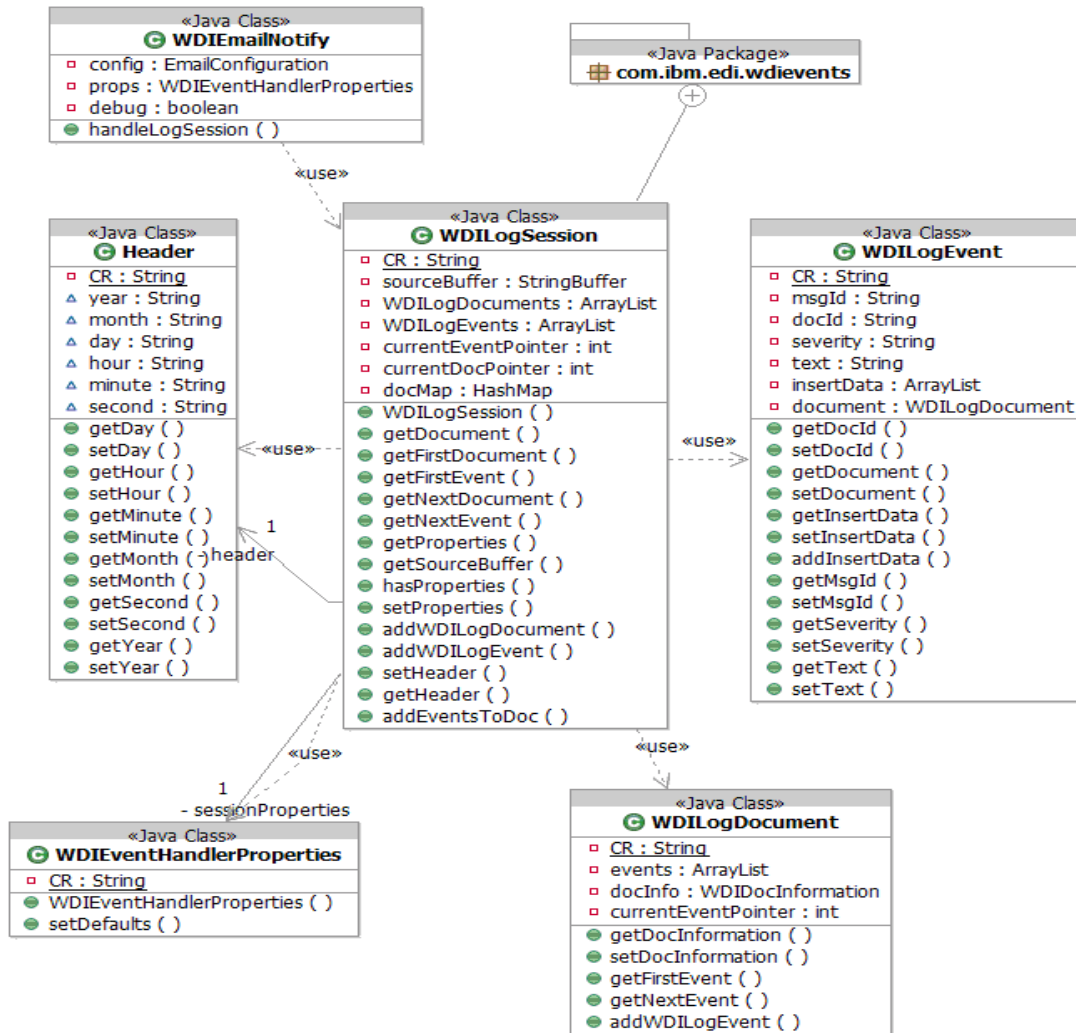 «Java Class»
WDIEmailNotify
config : EmailConfiguration
props : WDIEventHandlerProperties
debug : boolean
handleLogSession ( )
«Java Package»
com.ibm.edi.wdievents
«use»
«Java Class»
Header
CR : String
year : String
month : String
day : String
hour : String
minute : String
second : String
getDay ( )
setDay ( )
getHour ( )
setHour ( )
getMinute ( )
setMinute ( )
getMonth ( )
setMonth ( )
getSecond ( )
setSecond ( )
getYear ( )
setYear ( )
«use»
1
- header
«Java Class»
WDILogSession
CR : String
sourceBuffer : StringBuffer
WDILogDocuments : ArrayList
WDILogEvents : ArrayList
currentEventPointer : int
currentDocPointer : int
docMap : HashMap
WDILogSession ( )
getDocument ( )
getFirstDocument ( )
getFirstEvent ( )
getNextDocument ( )
getNextEvent ( )
getProperties ( )
getSourceBuffer ( )
hasProperties ( )
setProperties ( )
addWDILogDocument ( )
addWDILogEvent ( )
setHeader ( )
getHeader ( )
addEventsToDoc ( )
«use»
«Java Class»
WDILogEvent
CR : String
msgId : String
docId : String
severity : String
text : String
insertData : ArrayList
document : WDILogDocument
getDocId ( )
setDocId ( )
getDocument ( )
setDocument ( )
getInsertData ( )
setInsertData ( )
addInsertData ( )
getMsgId ( )
setMsgId ( )
getSeverity ( )
setSeverity ( )
getText ( )
setText ( )
«use»
1
- sessionProperties
«use»
«Java Class»
WDIEventHandlerProperties
CR : String
WDIEventHandlerProperties ( )
setDefaults ( )
«Java Class»
WDILogDocument
CR : String
events : ArrayList
docInfo : WDIDocInformation
currentEventPointer : int
getDocInformation ( )
setDocInformation ( )
getFirstEvent ( )
getNextEvent ( )
addWDILogEvent ( )